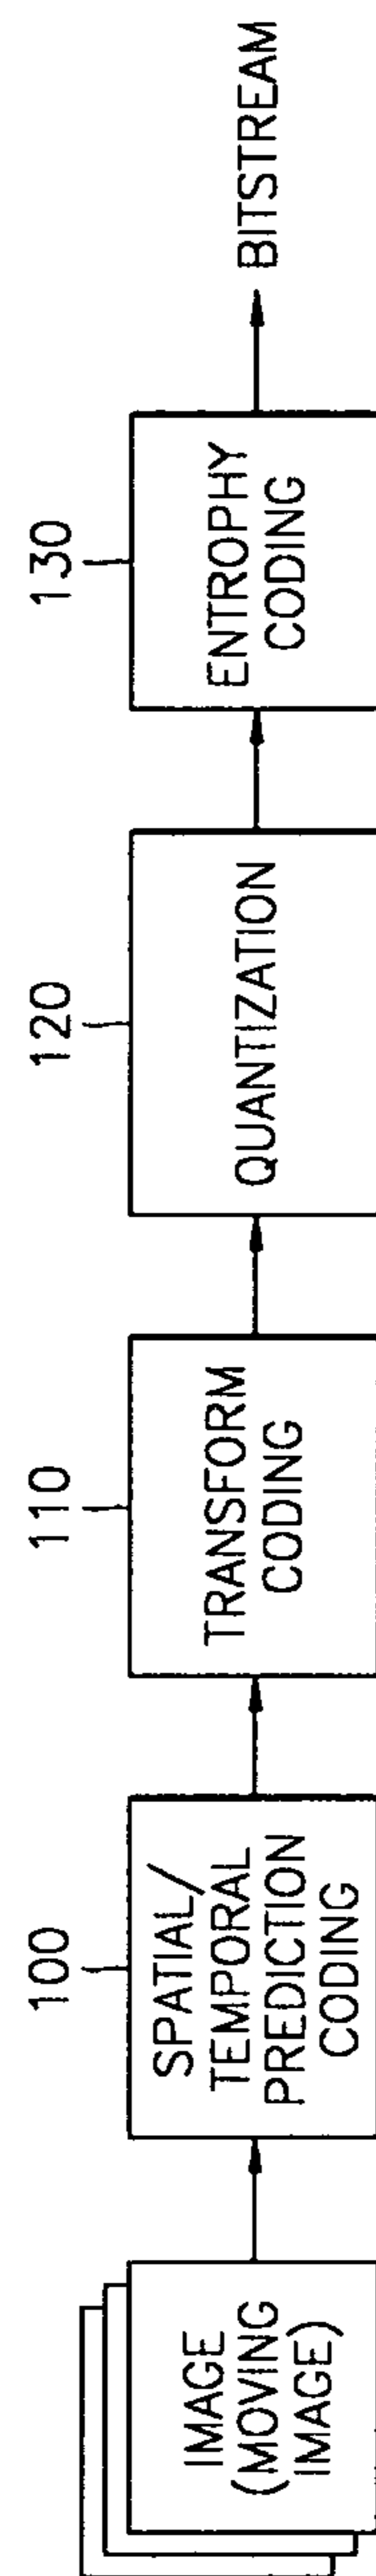 IMAGE
(MOVING
IMAGE)
100
SPATIAL/
TEMPORAL
PREDICTION
CODING
110
TRANSFORM
CODING
120
QUANTIZATION
130
ENTROPHY
CODING
BITSTREAM